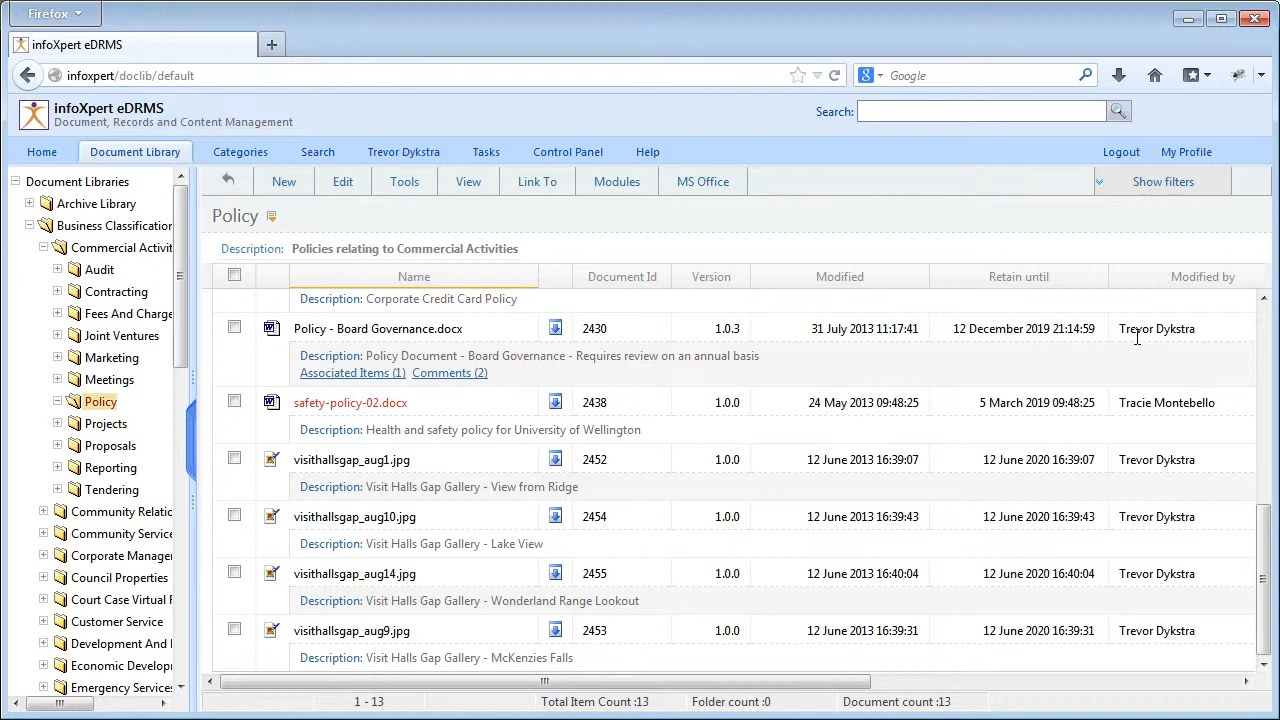 Firefox
infoXpert eDRMS
infoxpert/doclib/default
Google
infoXpert eDRMS
Document, Records and Content Management
Search:
Home Document Library Categories Search Trevor Dykstra Tasks Control Panel Help Logout My Profile
Document Libraries
Archive Library
Business Classification
Commercial Activit
Audit
Contracting
Fees And Charge
Joint Ventures
Marketing
Meetings
Policy
Projects
Proposals
Reporting
Tendering
Community Relatio
Community Service
Corporate Manager
Council Properties
Court Case Virtual F
Customer Service
Development And
Economic Develop
Emergency Services
New Edit Tools View Link To Modules MS Office Show filters
Policy
Description: Policies relating to Commercial Activities
Name Document Id Version Modified Retain until Modified by
Description: Corporate Credit Card Policy
Policy - Board Governance.docx 2430 1.0.3 31 July 2013 11:17:41 12 December 2019 21:14:59 Trevor Dykstra
Description: Policy Document - Board Governance - Requires review on an annual basis
Associated Items (1) Comments (2)
safety-policy-02.docx 2438 1.0.0 24 May 2013 09:48:25 5 March 2019 09:48:25 Tracie Montebello
Description: Health and safety policy for University of Wellington
visithallsgap_aug1.jpg 2452 1.0.0 12 June 2013 16:39:07 12 June 2020 16:39:07 Trevor Dykstra
Description: Visit Halls Gap Gallery - View from Ridge
visithallsgap_aug10.jpg 2454 1.0.0 12 June 2013 16:39:43 12 June 2020 16:39:43 Trevor Dykstra
Description: Visit Halls Gap Gallery - Lake View
visithallsgap_aug14.jpg 2455 1.0.0 12 June 2013 16:40:04 12 June 2020 16:40:04 Trevor Dykstra
Description: Visit Halls Gap Gallery - Wonderland Range Lookout
visithallsgap_aug9.jpg 2453 1.0.0 12 June 2013 16:39:31 12 June 2020 16:39:31 Trevor Dykstra
Description: Visit Halls Gap Gallery - McKenzies Falls
1 - 13 Total Item Count :13 Folder count :0 Document count :13